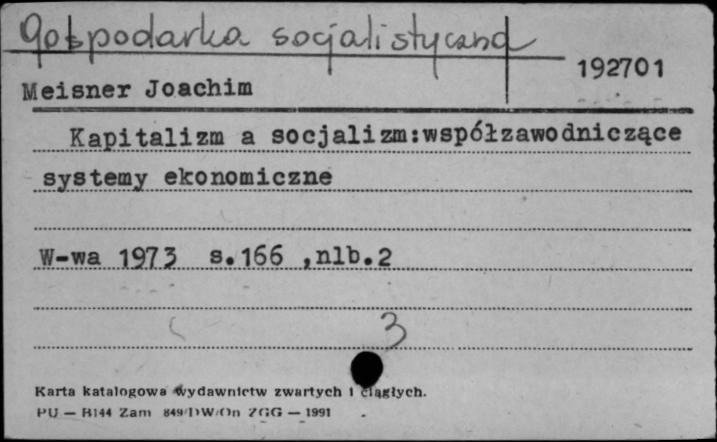 Gospodarka socjalistyczna
192701
Meisner Joachim
Kapitalizm a socjalizm:współzawodniczące
systemy ekonomiczne
W-wa 1973 s.166 ,nlb.2
3
Karta katalogowa wydawnictw zwartych i ciągłych.
PU — B144 Zam 849/DW/On ZGG — 1991